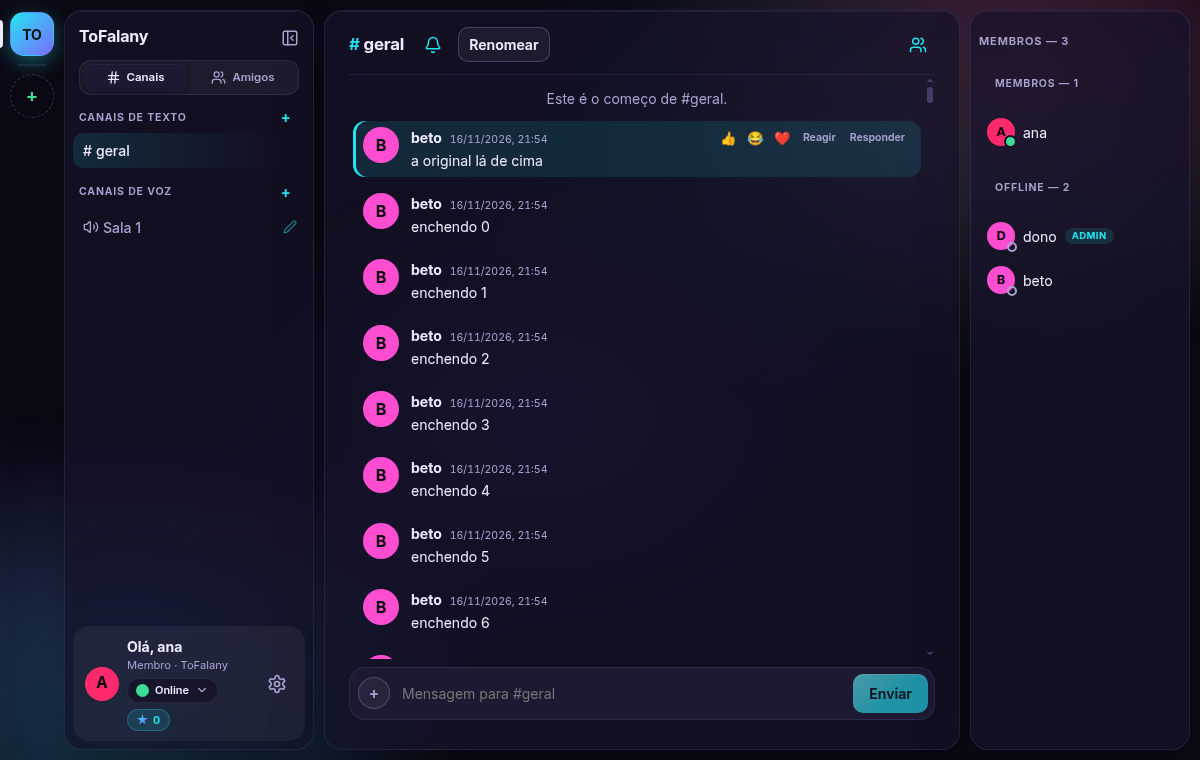 TO
+
ToFalany
Canais
Amigos
CANAIS DE TEXTO +
# geral
CANAIS DE VOZ +
Sala 1
Olá, ana
Membro · ToFalany
A
Online
★ 0
# geral
Renomear
Este é o começo de #geral.
B
beto 16/11/2026, 21:54
👍 😂 ❤️ Reagir Responder
a original lá de cima
B
beto 16/11/2026, 21:54
enchendo 0
B
beto 16/11/2026, 21:54
enchendo 1
B
beto 16/11/2026, 21:54
enchendo 2
B
beto 16/11/2026, 21:54
enchendo 3
B
beto 16/11/2026, 21:54
enchendo 4
B
beto 16/11/2026, 21:54
enchendo 5
B
beto 16/11/2026, 21:54
enchendo 6
+
Mensagem para #geral
Enviar
MEMBROS — 3
MEMBROS — 1
A
ana
OFFLINE — 2
D
dono ADMIN
B
beto